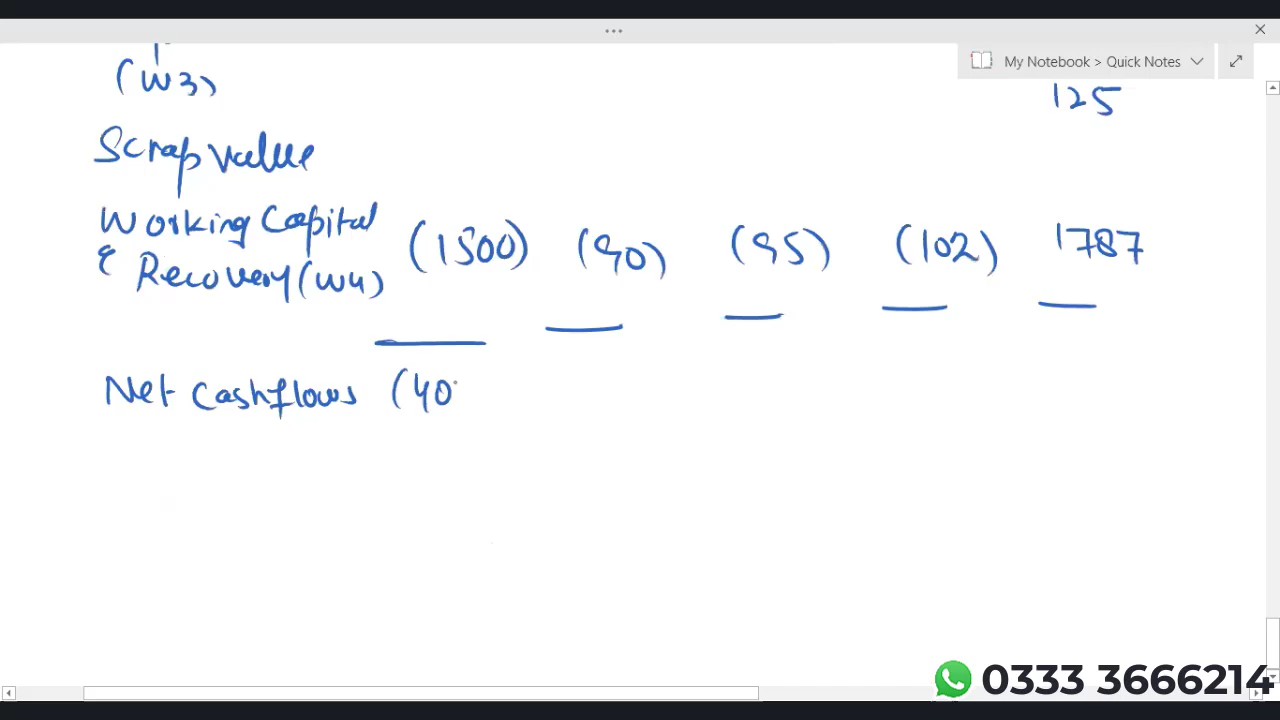 My Notebook > Quick Notes
(W3)
125
Scrap value
Working Capital
& Recovery (W4) (1500) (90) (95) (102) 1787
Net Cashflows (40
0333 3666214